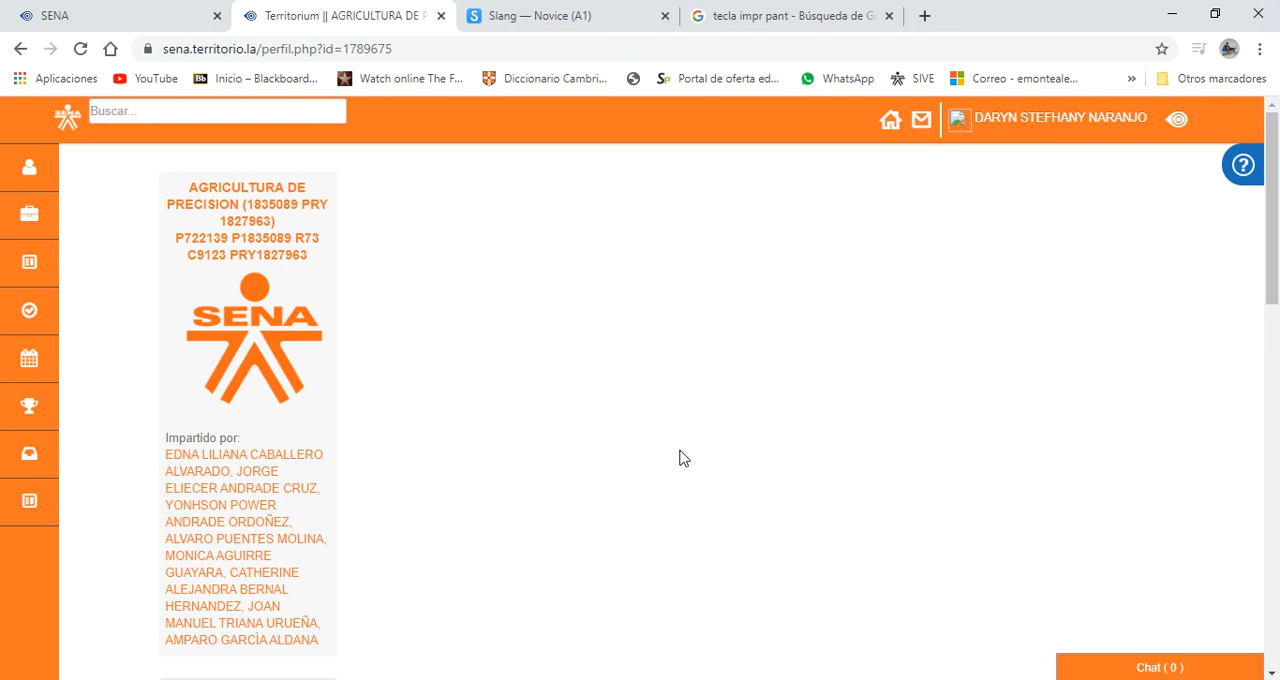 SENA
Territorium || AGRICULTURA DE P
Slang — Novice (A1)
tecla impr pant - Búsqueda de Go
sena.territorio.la/perfil.php?id=1789675
Aplicaciones
YouTube
Bb
Inicio – Blackboard...
Watch online The F...
Diccionario Cambri...
Portal de oferta ed...
WhatsApp
SIVE
Correo - emonteale...
»
Otros marcadores
SENA
Buscar...
DARYN STEFHANY NARANJO
AGRICULTURA DE
PRECISION (1835089 PRY
1827963)
P722139 P1835089 R73
C9123 PRY1827963
SENA
Impartido por:
EDNA LILIANA CABALLERO
ALVARADO, JORGE
ELIECER ANDRADE CRUZ,
YONHSON POWER
ANDRADE ORDOÑEZ,
ALVARO PUENTES MOLINA,
MONICA AGUIRRE
GUAYARA, CATHERINE
ALEJANDRA BERNAL
HERNANDEZ, JOAN
MANUEL TRIANA URUEÑA,
AMPARO GARCÌA ALDANA
Chat ( 0 )